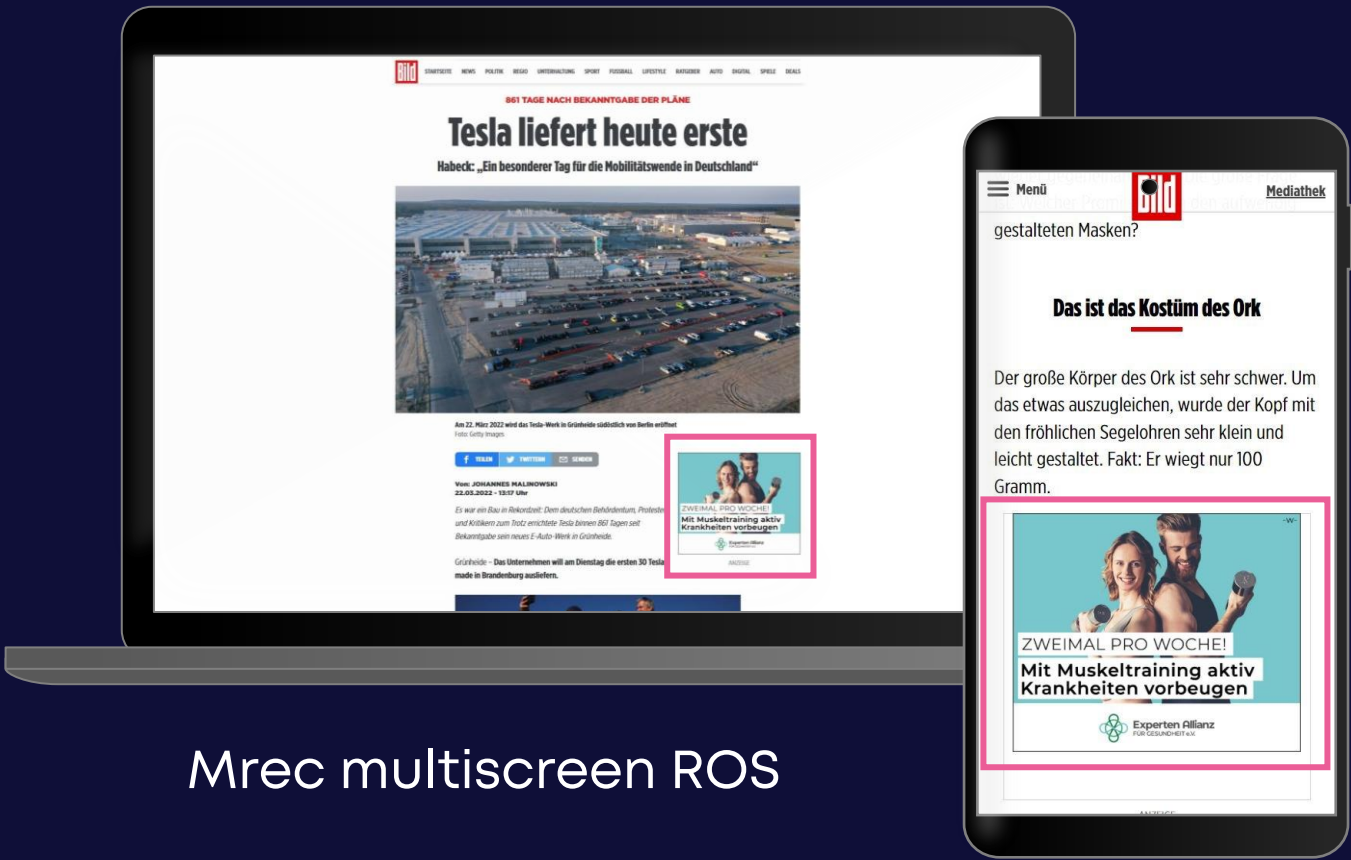 Bild STARTSEITE NEWS POLITIK REGIO UNTERHALTUNG SPORT FUSSBALL LIFESTYLE RATGEBER AUTO DIGITAL SPIELE DEALS
861 TAGE NACH BEKANNTGABE DER PLÄNE
Tesla liefert heute erste
Habeck: „Ein besonderer Tag für die Mobilitätswende in Deutschland“
Am 22. März 2022 wird das Tesla-Werk in Grünheide südöstlich von Berlin eröffnet
Foto: Getty Images
TEILEN TWITTERN SENDEN
Von: JOHANNES MALINOWSKI
22.03.2022 - 13:17 Uhr
Es war ein Bau in Rekordzeit: Dem deutschen Behördentum, Protesten
und Kritikern zum Trotz errichtete Tesla binnen 861 Tagen seit
Bekanntgabe sein neues E-Auto-Werk in Grünheide.
Grünheide – Das Unternehmen will am Dienstag die ersten 30 Tesla
made in Brandenburg ausliefern.
ZWEIMAL PRO WOCHE!
Mit Muskeltraining aktiv
Krankheiten vorbeugen
Experten Allianz
ANZEIGE
Menü Bild Mediathek
gestalteten Masken?
Das ist das Kostüm des Ork
Der große Körper des Ork ist sehr schwer. Um
das etwas auszugleichen, wurde der Kopf mit
den fröhlichen Segelohren sehr klein und
leicht gestaltet. Fakt: Er wiegt nur 100
Gramm.
-W-
ZWEIMAL PRO WOCHE!
Mit Muskeltraining aktiv
Krankheiten vorbeugen
Experten Allianz
FÜR GESUNDHEIT e.V.
ANZEIGE
Mrec multiscreen ROS